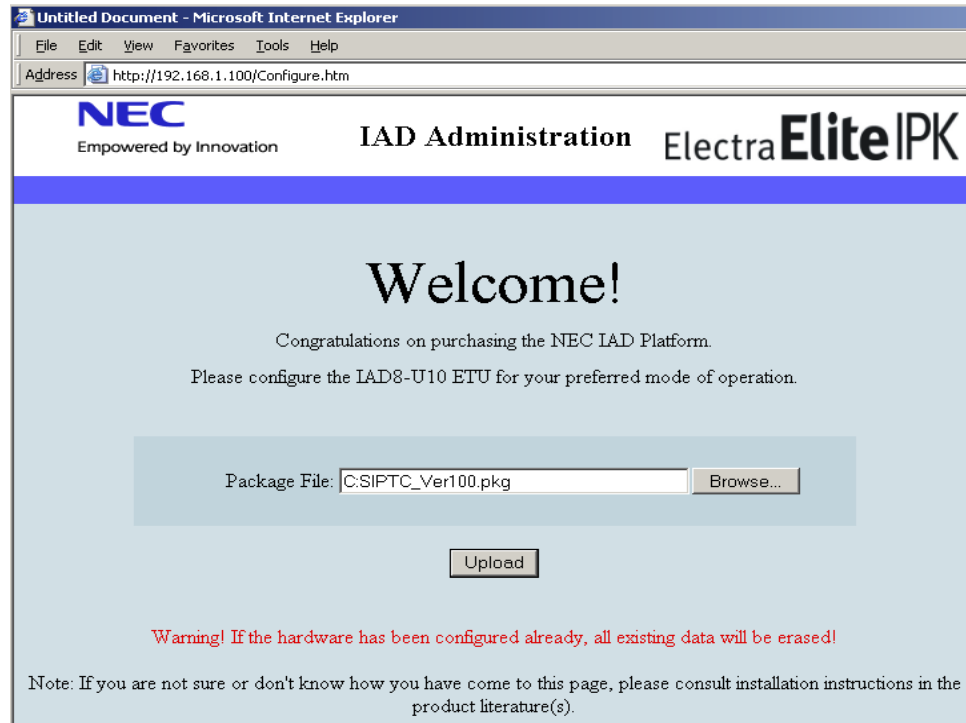 Untitled Document - Microsoft Internet Explorer
File Edit View Favorites Tools Help
Address http://192.168.1.100/Configure.htm
NEC
Empowered by Innovation
IAD Administration
ElectraEliteIPK
Welcome!
Congratulations on purchasing the NEC IAD Platform.
Please configure the IAD8-U10 ETU for your preferred mode of operation.
Package File: C:SIPTC_Ver100.pkg Browse...
Upload
Warning! If the hardware has been configured already, all existing data will be erased!
Note: If you are not sure or don't know how you have come to this page, please consult installation instructions in the
product literature(s).